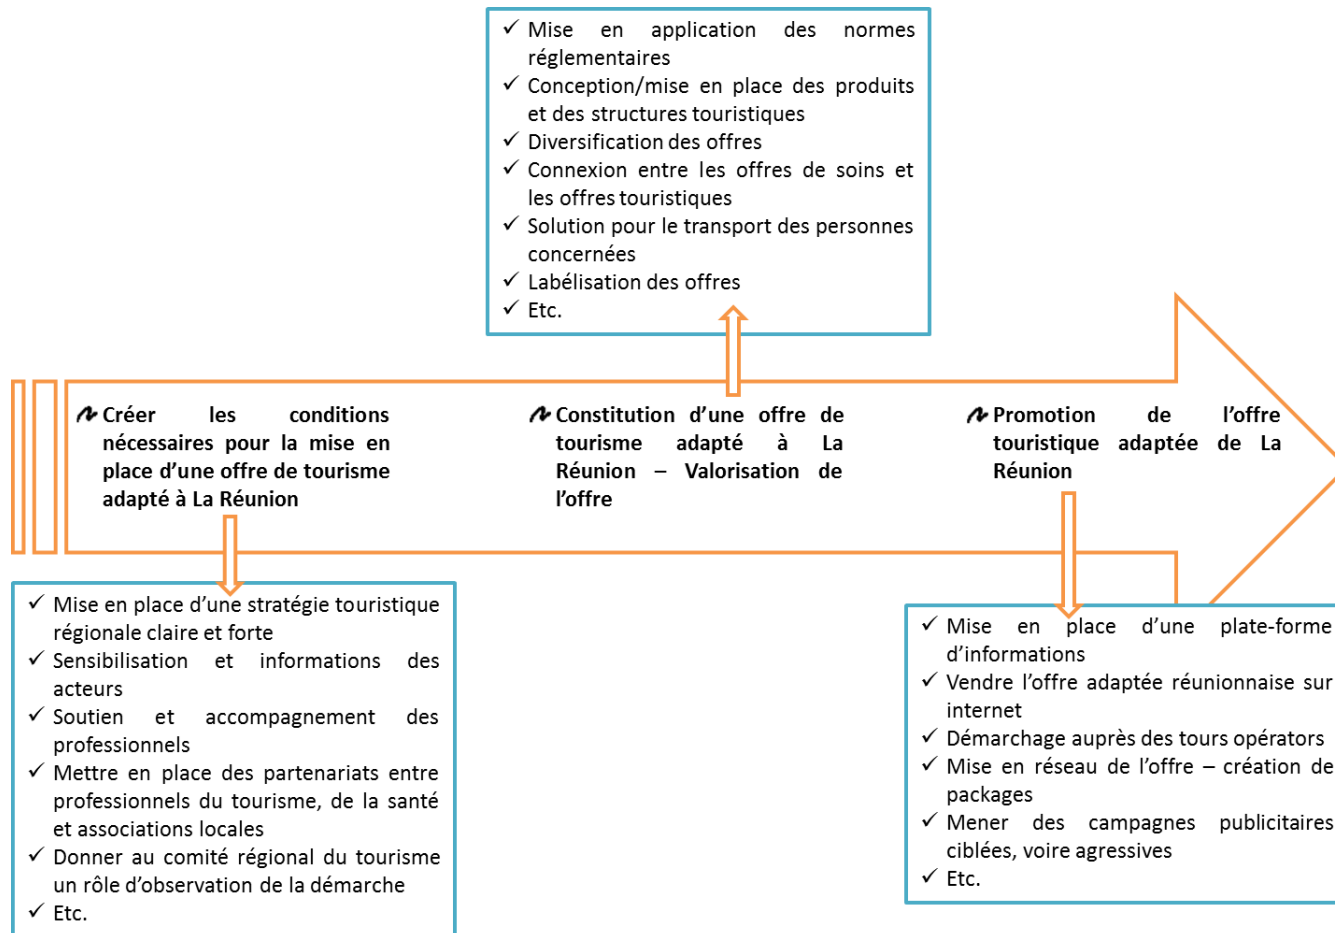 ✓ Mise en application des normes
réglementaires
✓ Conception/mise en place des produits
et des structures touristiques
✓ Diversification des offres
✓ Connexion entre les offres de soins et
les offres touristiques
✓ Solution pour le transport des personnes
concernées
✓ Labélisation des offres
✓ Etc.
Créer les conditions
nécessaires pour la mise en
place d’une offre de tourisme
adapté à La Réunion
Constitution d’une offre de
tourisme adapté à La
Réunion – Valorisation de
l’offre
Promotion de l’offre
touristique adaptée de La
Réunion
✓ Mise en place d’une stratégie touristique
régionale claire et forte
✓ Sensibilisation et informations des
acteurs
✓ Soutien et accompagnement des
professionnels
✓ Mettre en place des partenariats entre
professionnels du tourisme, de la santé
et associations locales
✓ Donner au comité régional du tourisme
un rôle d’observation de la démarche
✓ Etc.
✓ Mise en place d’une plate-forme
d’informations
✓ Vendre l’offre adaptée réunionnaise sur
internet
✓ Démarchage auprès des tours opérators
✓ Mise en réseau de l’offre – création de
packages
✓ Mener des campagnes publicitaires
ciblées, voire agressives
✓ Etc.